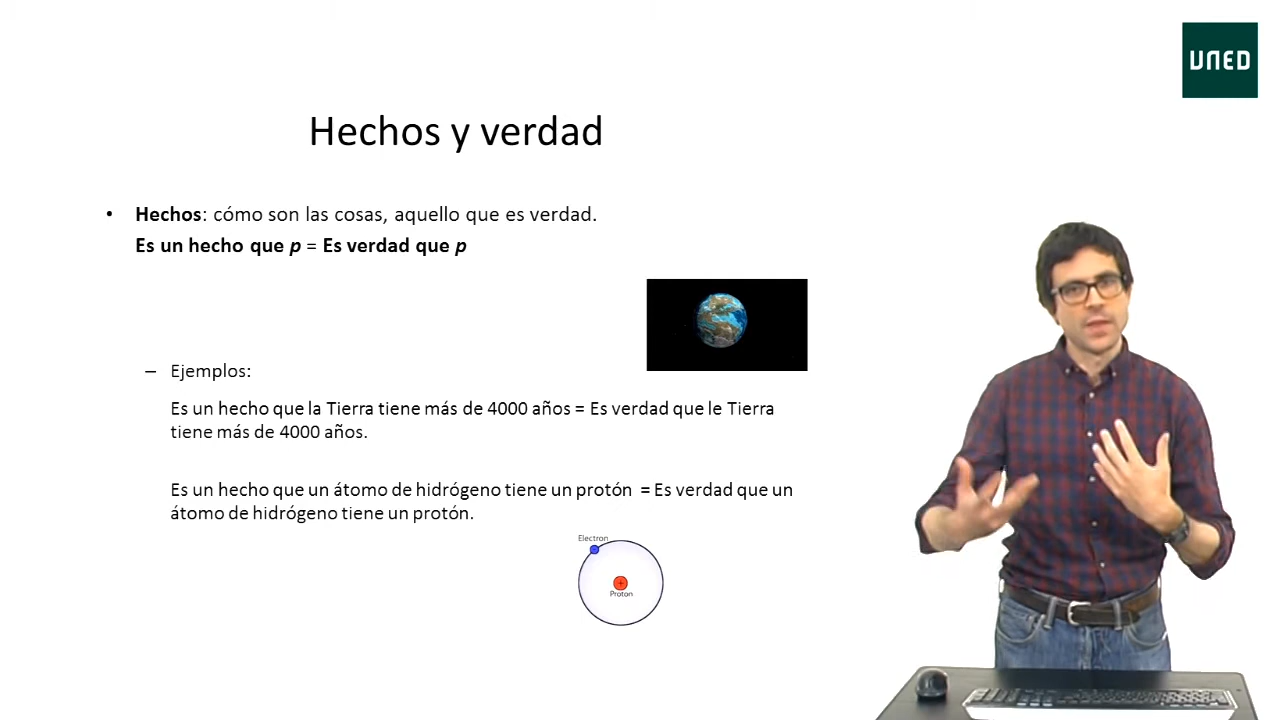 UNED
Hechos y verdad
• Hechos: cómo son las cosas, aquello que es verdad.
Es un hecho que p = Es verdad que p
– Ejemplos:
Es un hecho que la Tierra tiene más de 4000 años = Es verdad que le Tierra
tiene más de 4000 años.
Es un hecho que un átomo de hidrógeno tiene un protón = Es verdad que un
átomo de hidrógeno tiene un protón.
Electron
+
Proton